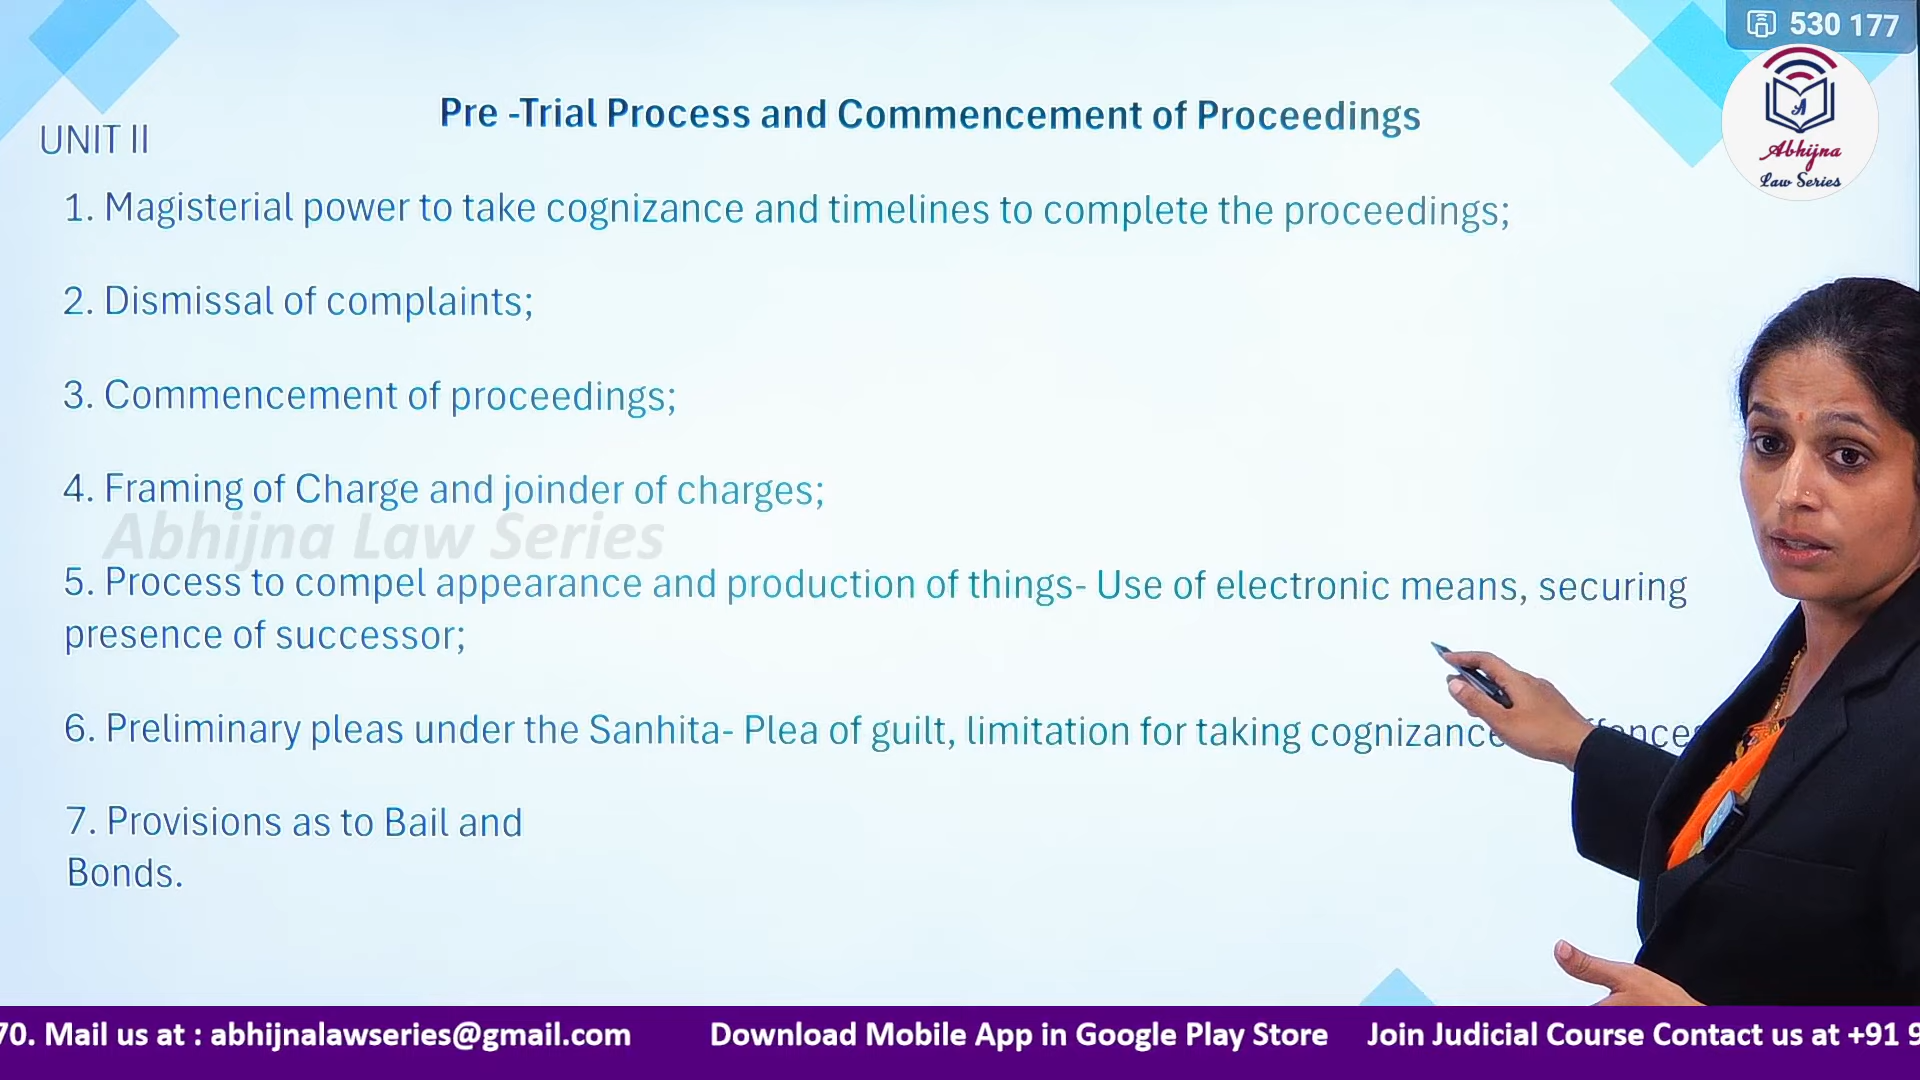 530 177
Pre -Trial Process and Commencement of Proceedings
UNIT II
A
Abhijna
Law Series
1. Magisterial power to take cognizance and timelines to complete the proceedings;
2. Dismissal of complaints;
3. Commencement of proceedings;
4. Framing of Charge and joinder of charges;
Abhijna Law Series
5. Process to compel appearance and production of things- Use of electronic means, securing
presence of successor;
6. Preliminary pleas under the Sanhita- Plea of guilt, limitation for taking cognizance
7. Provisions as to Bail and
Bonds.
70. Mail us at : abhijnalawseries@gmail.com Download Mobile App in Google Play Store Join Judicial Course Contact us at +91 9